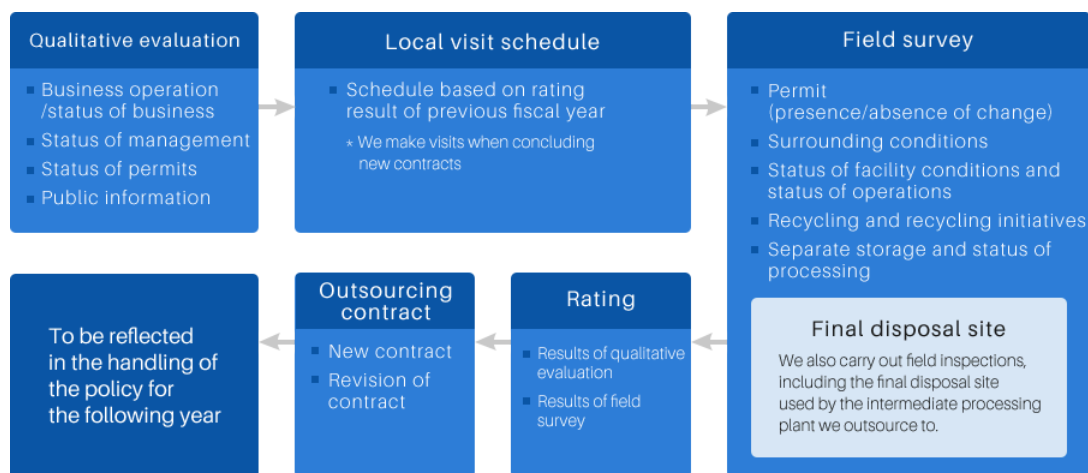 Qualitative evaluation
Business operation
/status of business
Status of management
Status of permits
Public information
Local visit schedule
Schedule based on rating
result of previous fiscal year
* We make visits when concluding
new contracts
Field survey
Permit
(presence/absence of change)
Surrounding conditions
Status of facility conditions and
status of operations
Recycling and recycling initiatives
Separate storage and status of
processing
Final disposal site
We also carry out field inspections,
including the final disposal site
used by the intermediate processing
plant we outsource to.
Rating
Results of qualitative
evaluation
Results of field
survey
Outsourcing
contract
New contract
Revision of
contract
To be reflected
in the handling of
the policy for
the following year